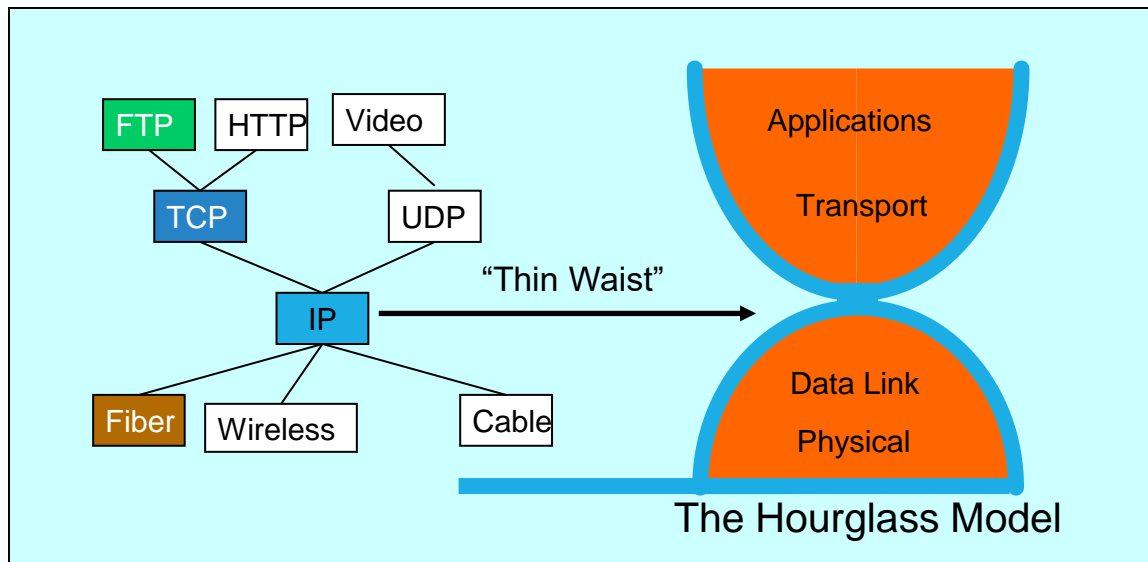 FTP
HTTP
Video
TCP
UDP
IP
Fiber
Wireless
Cable
“Thin Waist”
Applications
Transport
Data Link
Physical
The Hourglass Model